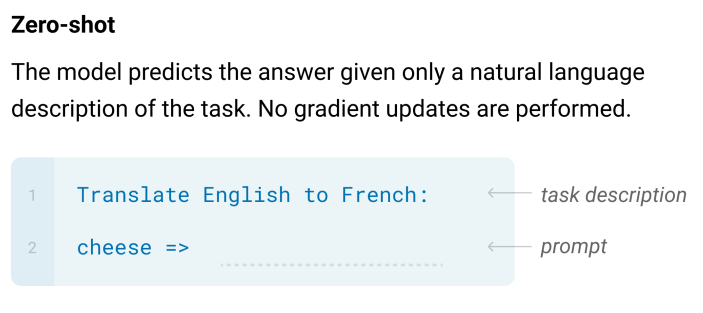 Zero-shot
The model predicts the answer given only a natural language
description of the task. No gradient updates are performed.
1 Translate English to French: task description
2 cheese => prompt